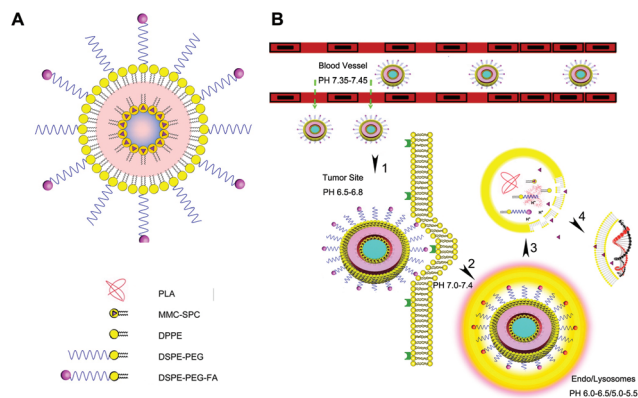 A
PLA
MMC-SPC
DPPE
DSPE-PEG
DSPE-PEG-FA
B
Blood Vessel
PH 7.35-7.45
1
Tumor Site
PH 6.5-6.8
2
PH 7.0-7.4
3
4
H⁺
H⁺
H⁺
Endo/Lysosomes
PH 6.0-6.5/5.0-5.5